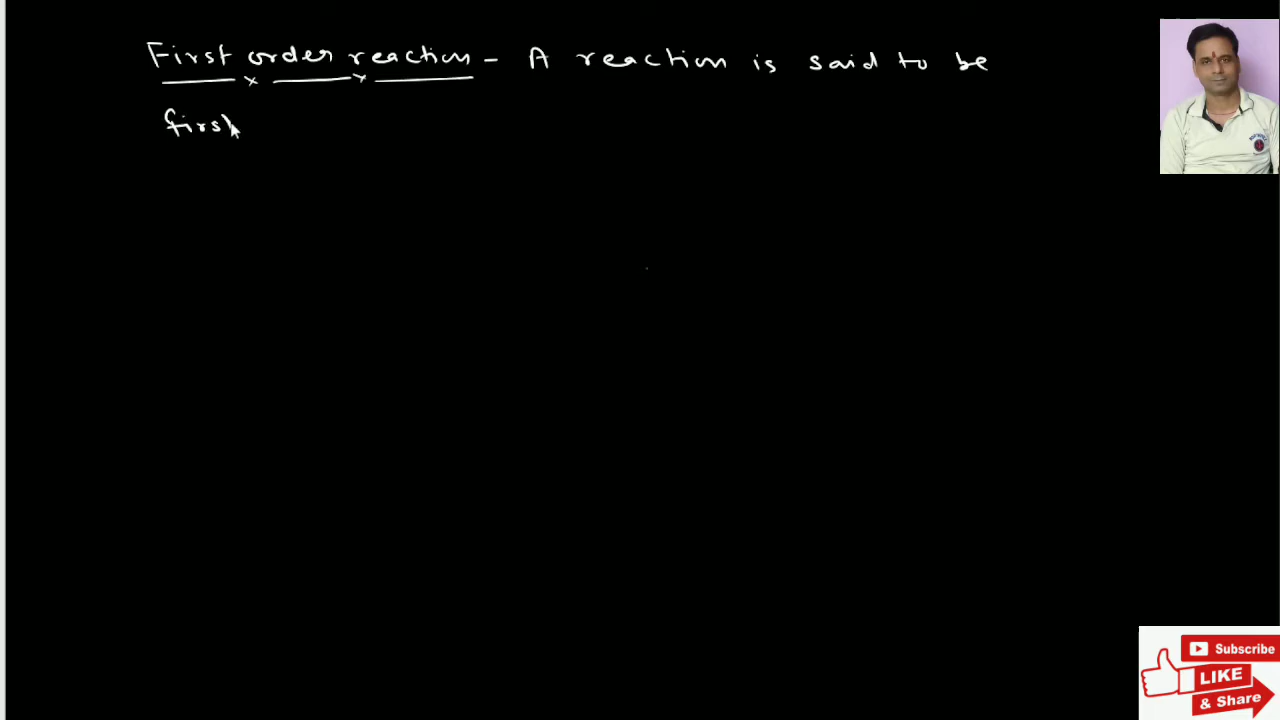 First order reaction - A reaction is said to be
first
Subscribe
LIKE
& Share